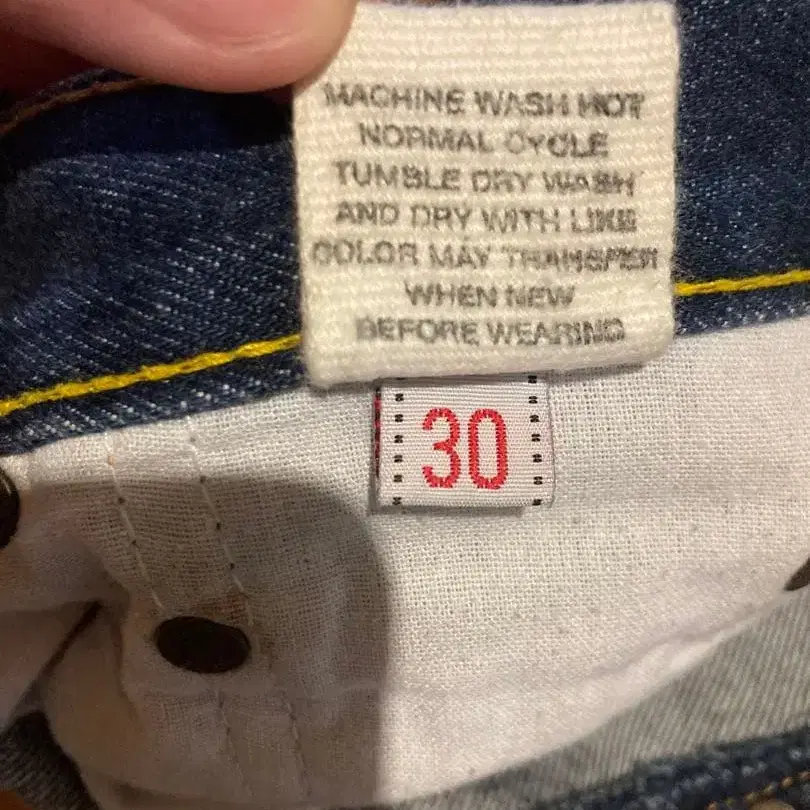 MACHINE WASH HOT
NORMAL CYCLE
TUMBLE DRY WASH
AND DRY WITH LIKE
COLOR MAY TRANSFER
WHEN NEW
BEFORE WEARING
30